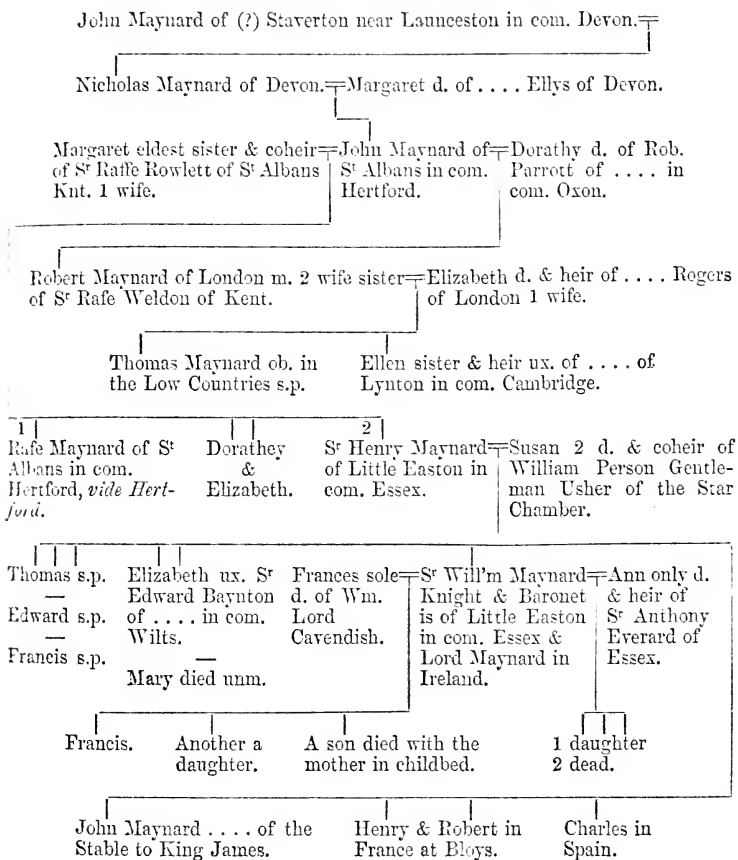 John Maynard of (?) Staverton near Launceston in com. Devon.
Nicholas Maynard of Devon. Margaret d. of .... Ellys of Devon.
Margaret eldest sister & coheir John Maynard of Dorathy d. of Rob.
of Sr Raffe Rowlett of St Albans St Albans in com. Parrott of .... in
Knt. 1 wife. Hertford. com. Oxon.
Robert Maynard of London m. 2 wife sister Elizabeth d. & heir of .... Rogers
of Sr Rafe Weldon of Kent. of London 1 wife.
Thomas Maynard ob. in Ellen sister & heir ux. of .... of
the Low Countries s.p. Lynton in com. Cambridge.
1 2
Rafe Maynard of St Dorathey Sr Henry Maynard Susan 2 d. & coheir of
Albans in com. & of Little Easton in William Person Gentle-
Hertford, vide Hert- Elizabeth. com. Essex. man Usher of the Star
ford. Chamber.
Thomas s.p. Elizabeth ux. Sr Frances sole Sr Will'm Maynard Ann only d.
— Edward Baynton d. of Wm. Knight & Baronet & heir of
Edward s.p. of .... in com. Lord is of Little Easton Sr Anthony
— Wilts. Cavendish. in com. Essex & Everard of
Francis s.p. — Lord Maynard in Essex.
Mary died unm. Ireland.
Francis. Another a A son died with the 1 daughter
daughter. mother in childbed. 2 dead.
John Maynard .... of the Henry & Robert in Charles in
Stable to King James. France at Bloys. Spain.